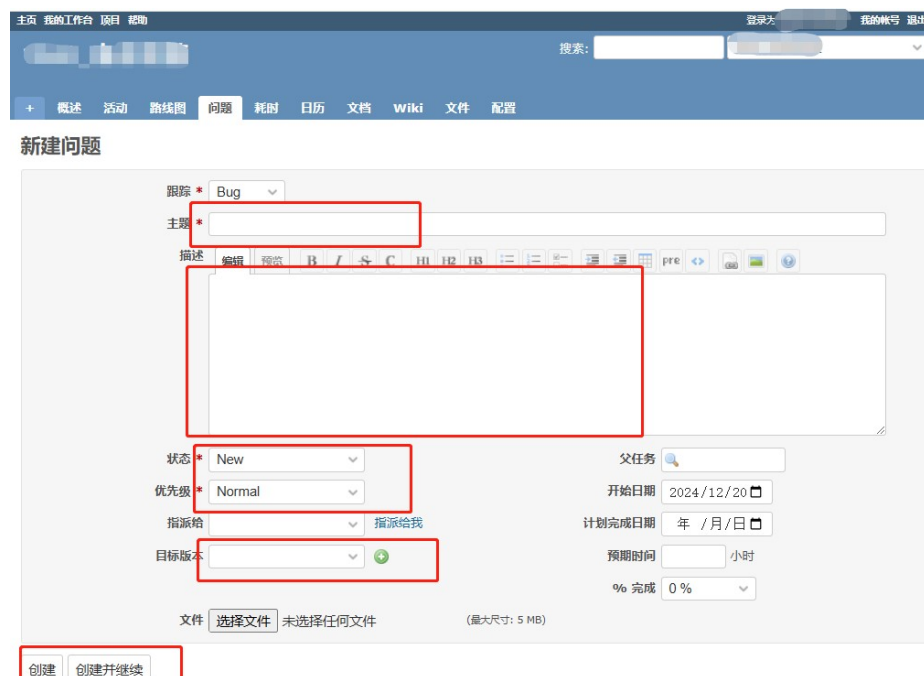 主页 我的工作台 项目 帮助 登录为 我的帐号 退出
搜索:
+ 概述 活动 路线图 问题 耗时 日历 文档 Wiki 文件 配置
新建问题
跟踪 * Bug
主题 *
描述 编辑 预览 B I S C H1 H2 H3 pre <>
状态 * New 父任务
优先级 * Normal 开始日期 2024/12/20
指派给 指派给我 计划完成日期 年 /月/日
目标版本 预期时间 小时
% 完成 0 %
文件 选择文件 未选择任何文件 (最大尺寸: 5 MB)
创建 创建并继续